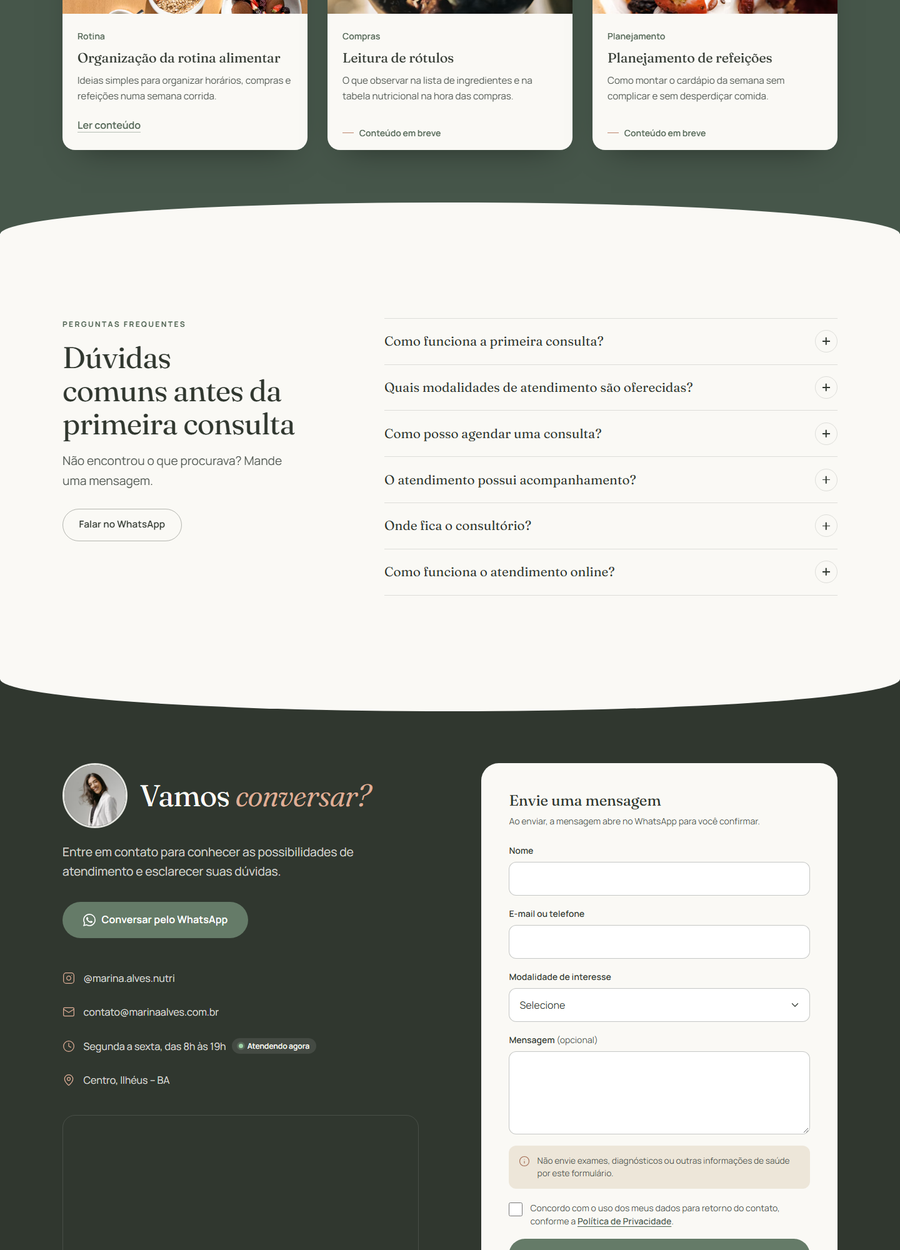 Rotina
Organização da rotina alimentar
Ideias simples para organizar horários, compras e
refeições numa semana corrida.
Ler conteúdo
Compras
Leitura de rótulos
O que observar na lista de ingredientes e na
tabela nutricional na hora das compras.
Conteúdo em breve
Planejamento
Planejamento de refeições
Como montar o cardápio da semana sem
complicar e sem desperdiçar comida.
Conteúdo em breve
PERGUNTAS FREQUENTES
Dúvidas
comuns antes da
primeira consulta
Não encontrou o que procurava? Mande
uma mensagem.
Falar no WhatsApp
Como funciona a primeira consulta?
Quais modalidades de atendimento são oferecidas?
Como posso agendar uma consulta?
O atendimento possui acompanhamento?
Onde fica o consultório?
Como funciona o atendimento online?
Vamos conversar?
Entre em contato para conhecer as possibilidades de
atendimento e esclarecer suas dúvidas.
Conversar pelo WhatsApp
@marina.alves.nutri
contato@marinaalves.com.br
Segunda a sexta, das 8h às 19h Atendendo agora
Centro, Ilhéus – BA
Envie uma mensagem
Ao enviar, a mensagem abre no WhatsApp para você confirmar.
Nome
E-mail ou telefone
Modalidade de interesse
Selecione
Mensagem (opcional)
Não envie exames, diagnósticos ou outras informações de saúde
por este formulário.
Concordo com o uso dos meus dados para retorno do contato,
conforme a Política de Privacidade.